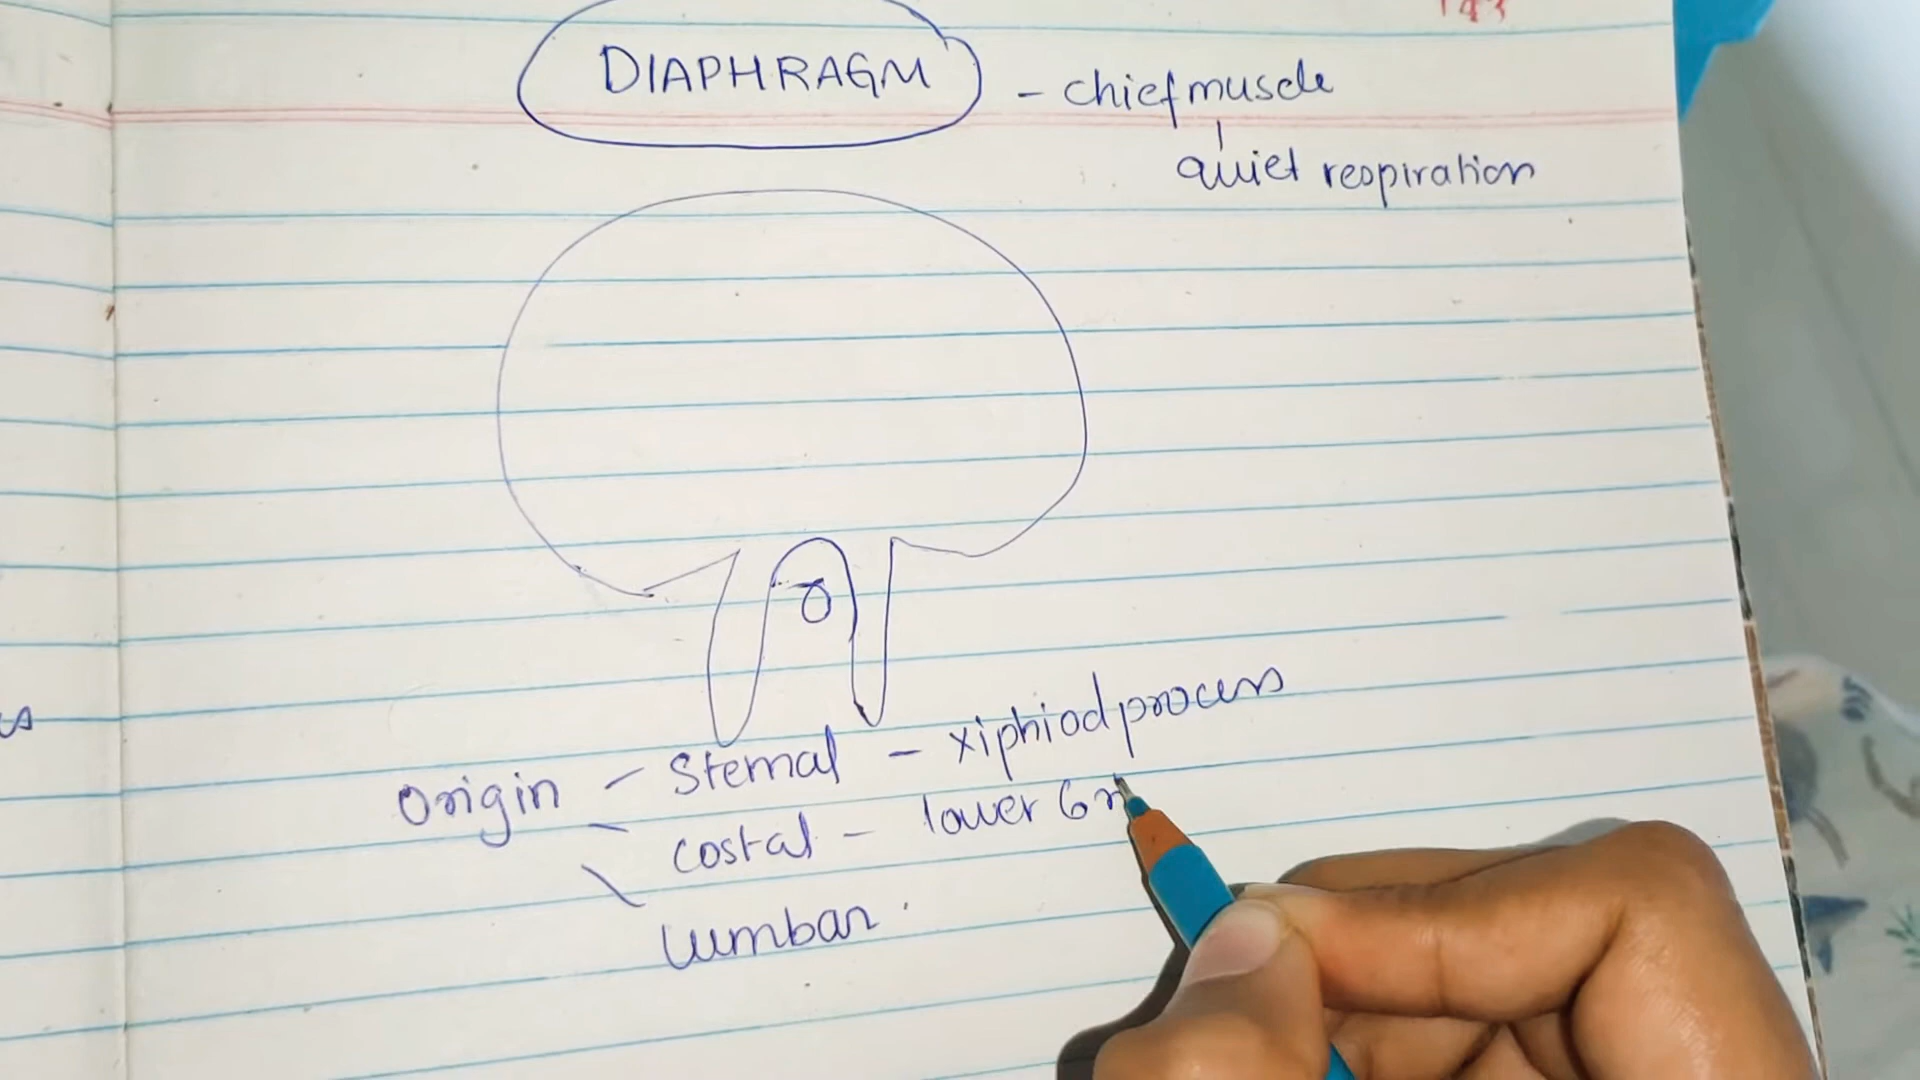 DIAPHRAGM - chief muscle
quiet respiration
Origin - Sternal - xiphiod process
costal - lower 6 r
Lumbar